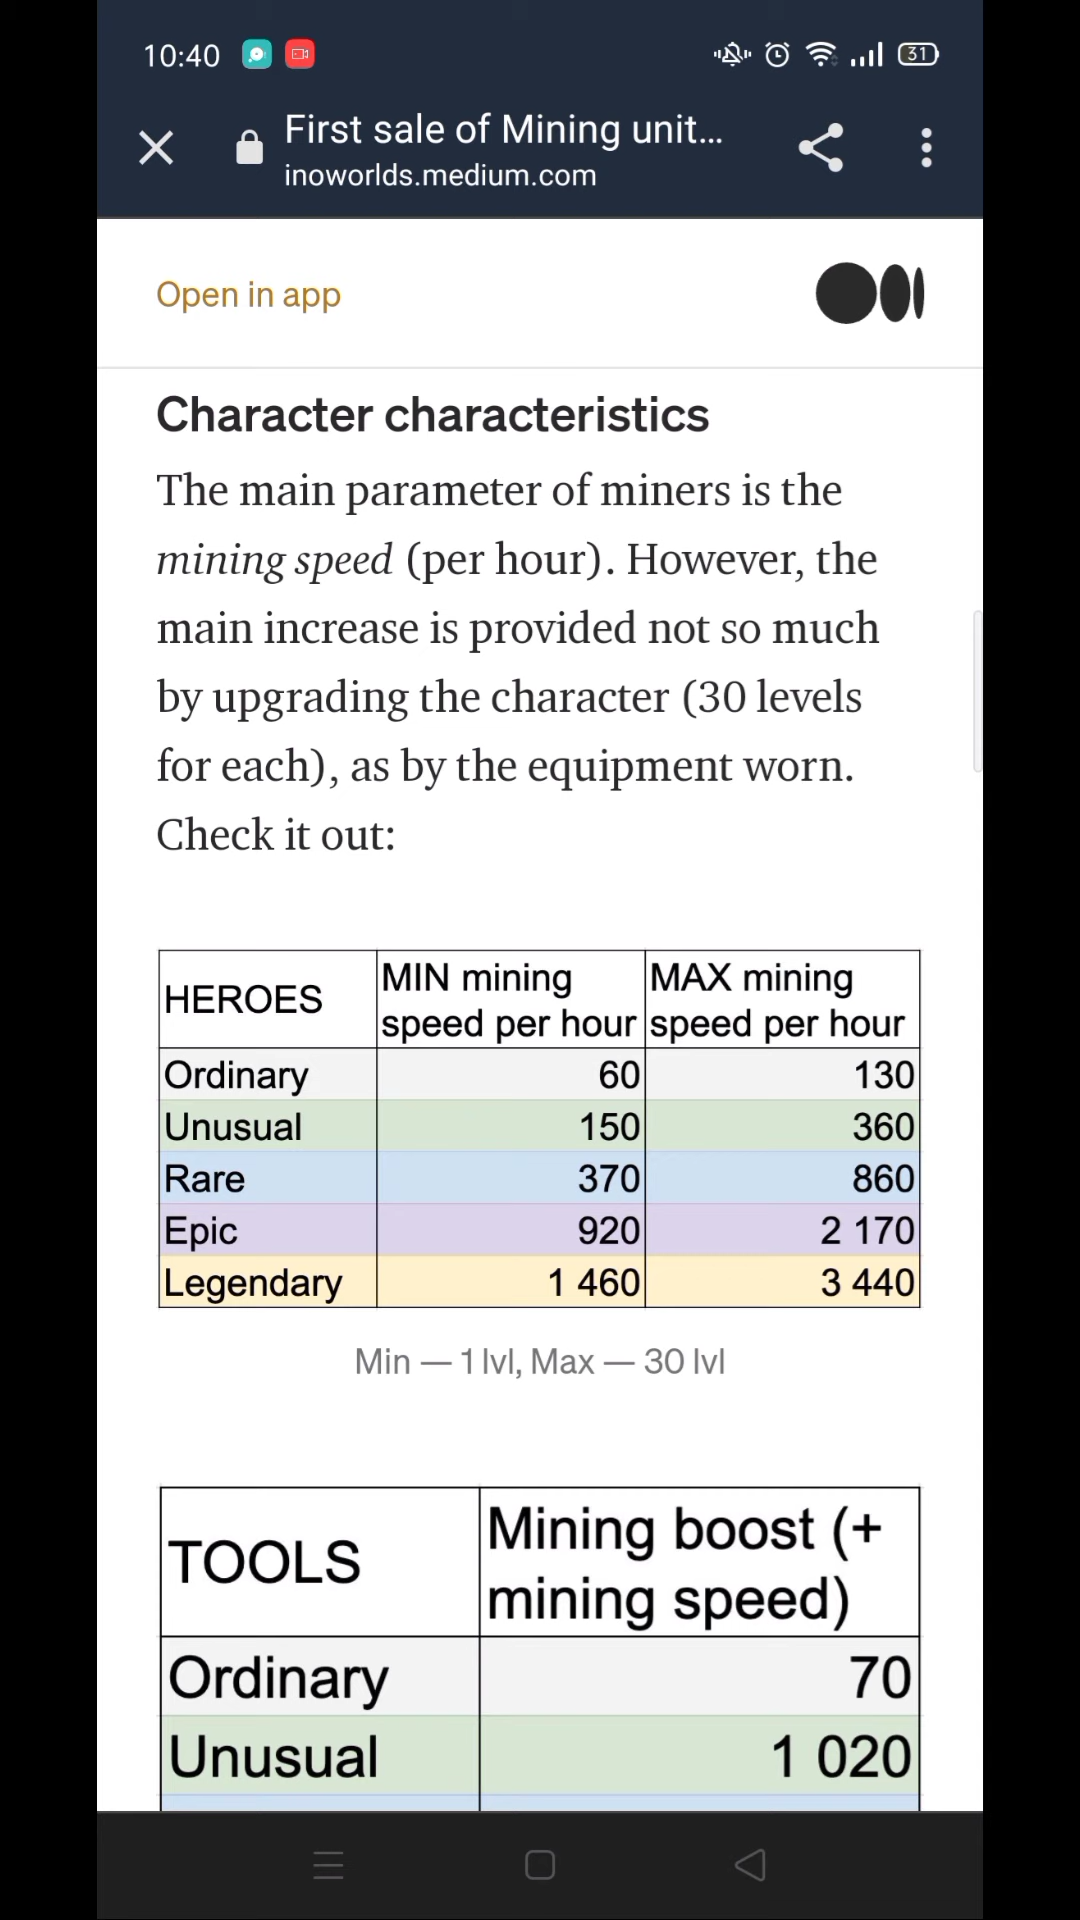 10:40
31
First sale of Mining unit...
inoworlds.medium.com
Open in app
Character characteristics
The main parameter of miners is the
mining speed (per hour). However, the
main increase is provided not so much
by upgrading the character (30 levels
for each), as by the equipment worn.
Check it out:
HEROES MIN mining speed per hour MAX mining speed per hour
Ordinary 60 130
Unusual 150 360
Rare 370 860
Epic 920 2 170
Legendary 1 460 3 440
Min — 1 lvl, Max — 30 lvl
TOOLS Mining boost (+ mining speed)
Ordinary 70
Unusual 1 020